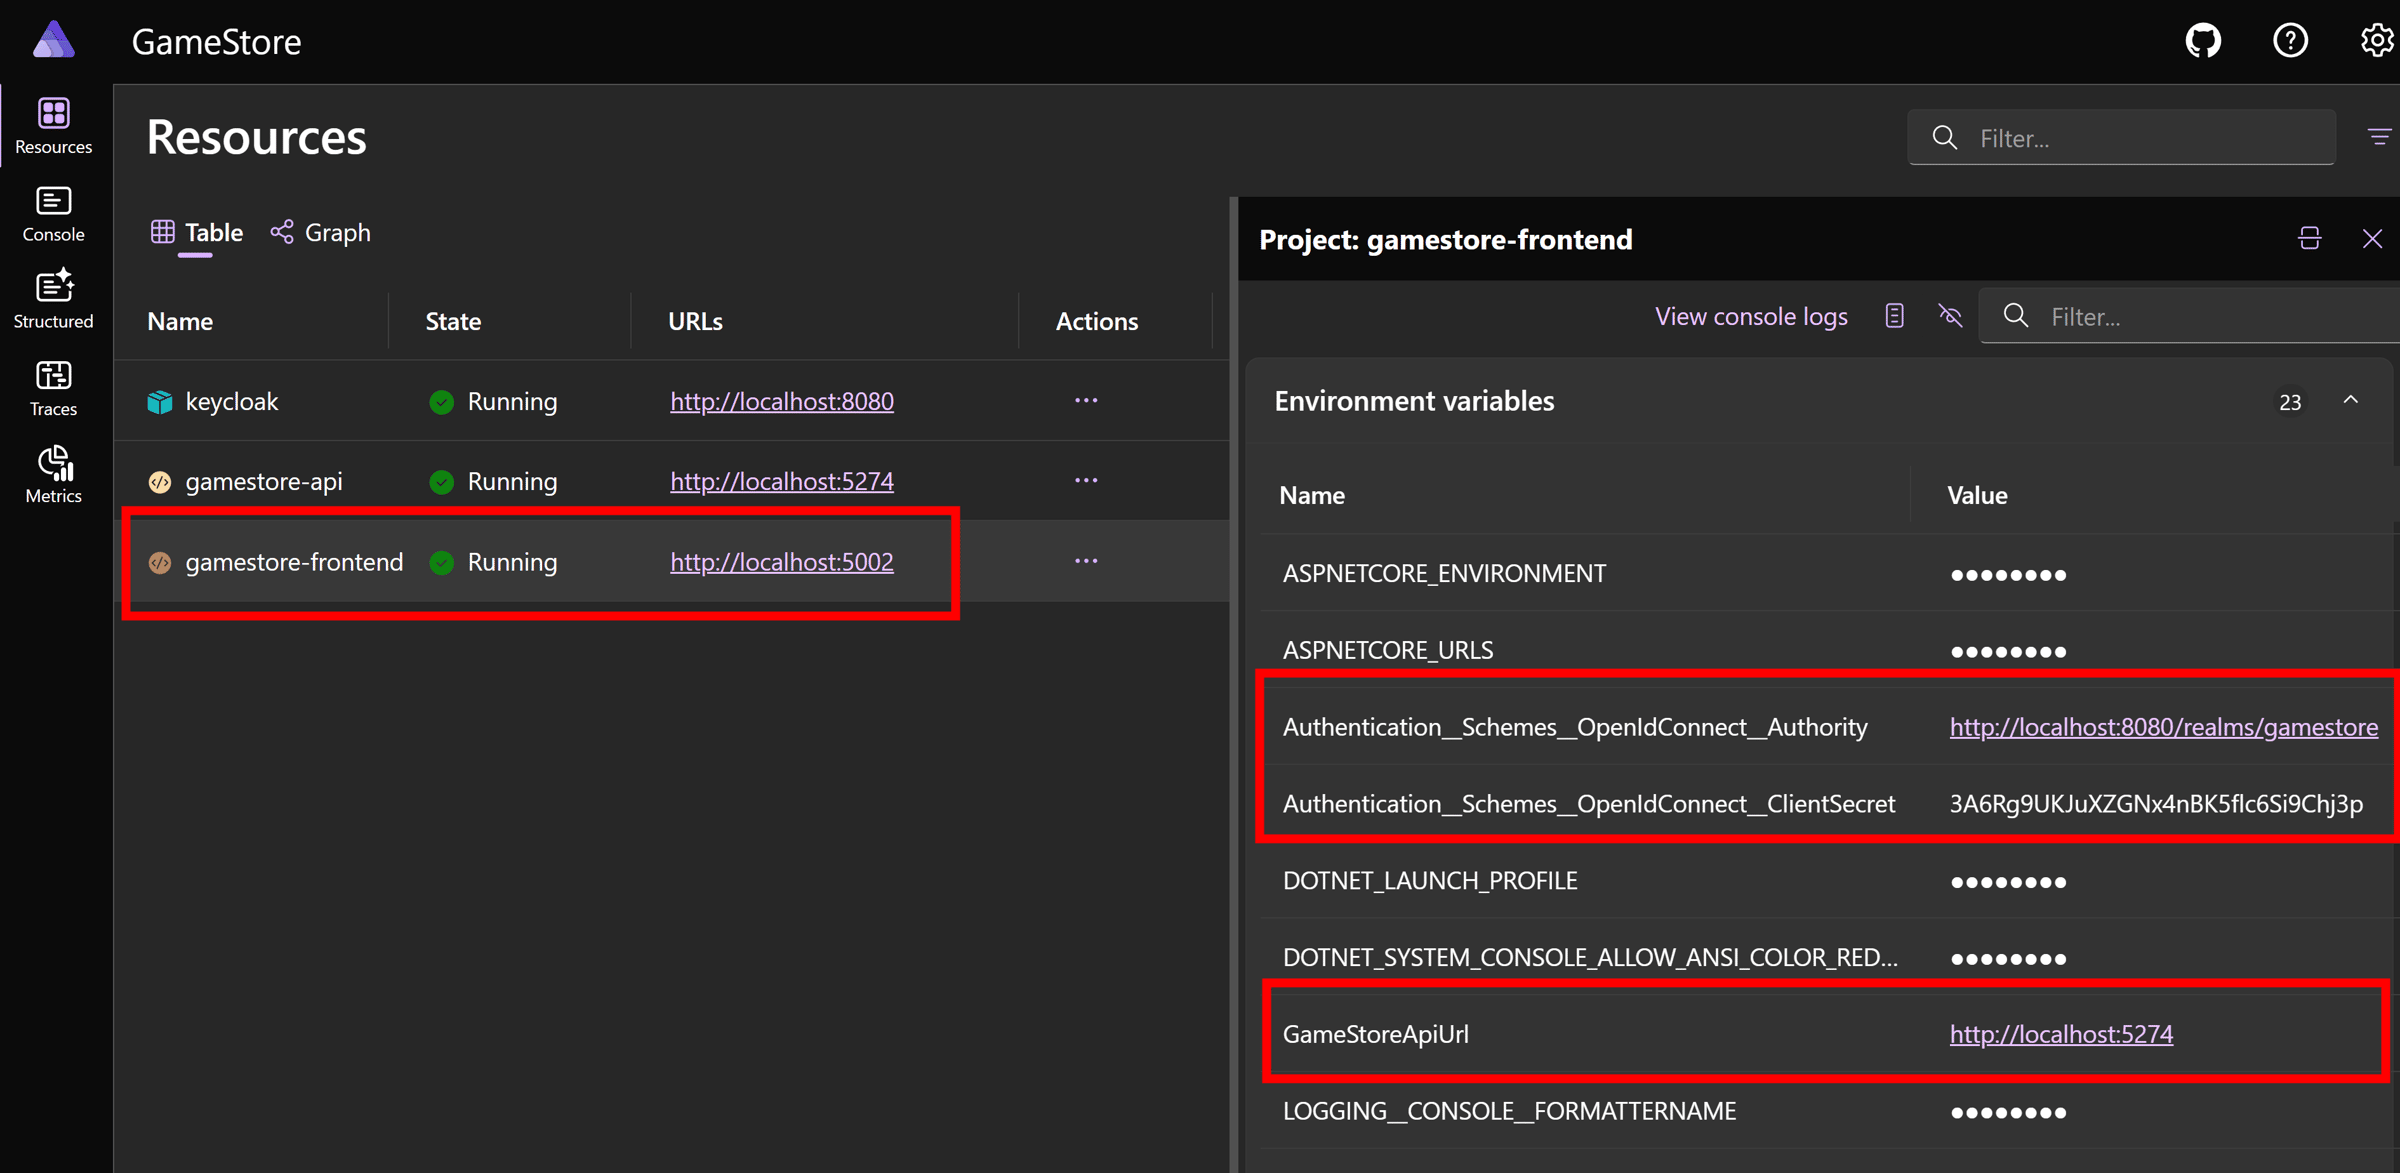 GameStore
Resources
Console
Structured
Traces
Metrics
Resources
Filter...
Table Graph
Name State URLs Actions
keycloak Running http://localhost:8080 ...
gamestore-api Running http://localhost:5274 ...
gamestore-frontend Running http://localhost:5002 ...
Project: gamestore-frontend
View console logs Filter...
Environment variables 23
Name Value
ASPNETCORE_ENVIRONMENT ●●●●●●●●
ASPNETCORE_URLS ●●●●●●●●
Authentication__Schemes__OpenIdConnect__Authority http://localhost:8080/realms/gamestore
Authentication__Schemes__OpenIdConnect__ClientSecret 3A6Rg9UKJuXZGNx4nBK5flc6Si9Chj3p
DOTNET_LAUNCH_PROFILE ●●●●●●●●
DOTNET_SYSTEM_CONSOLE_ALLOW_ANSI_COLOR_RED... ●●●●●●●●
GameStoreApiUrl http://localhost:5274
LOGGING__CONSOLE__FORMATTERNAME ●●●●●●●●